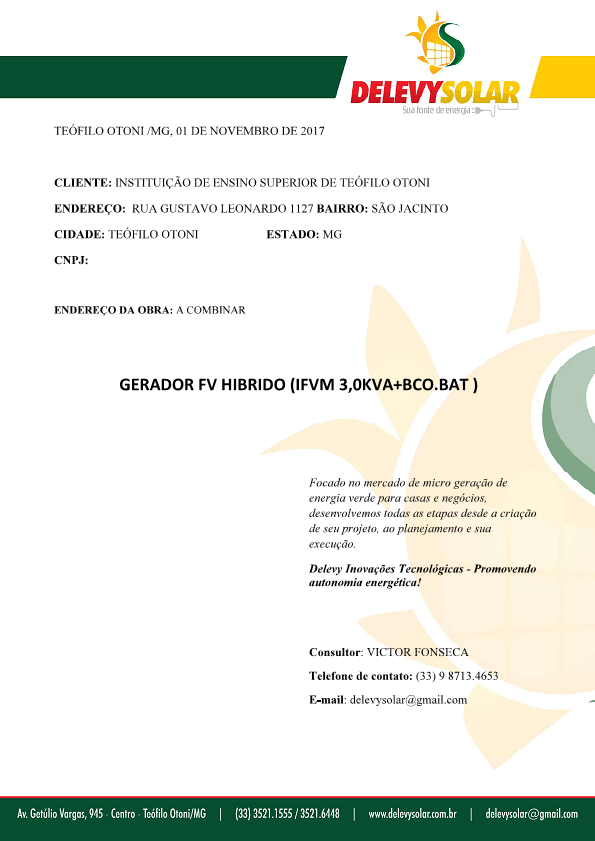 DELEVYSOLAR
Sua fonte de energia
TEÓFILO OTONI /MG, 01 DE NOVEMBRO DE 2017
CLIENTE: INSTITUIÇÃO DE ENSINO SUPERIOR DE TEÓFILO OTONI
ENDEREÇO: RUA GUSTAVO LEONARDO 1127 BAIRRO: SÃO JACINTO
CIDADE: TEÓFILO OTONI ESTADO: MG
CNPJ:
ENDEREÇO DA OBRA: A COMBINAR
GERADOR FV HIBRIDO (IFVM 3,0KVA+BCO.BAT )
Focado no mercado de micro geração de
energia verde para casas e negócios,
desenvolvemos todas as etapas desde a criação
de seu projeto, ao planejamento e sua
execução.
Delevy Inovações Tecnológicas - Promovendo
autonomia energética!
Consultor: VICTOR FONSECA
Telefone de contato: (33) 9 8713.4653
E-mail: delevysolar@gmail.com
Av. Getúlio Vargas, 945 - Centro - Teófilo Otoni/MG | (33) 3521.1555 / 3521.6448 | www.delevysolar.com.br | delevysolar@gmail.com